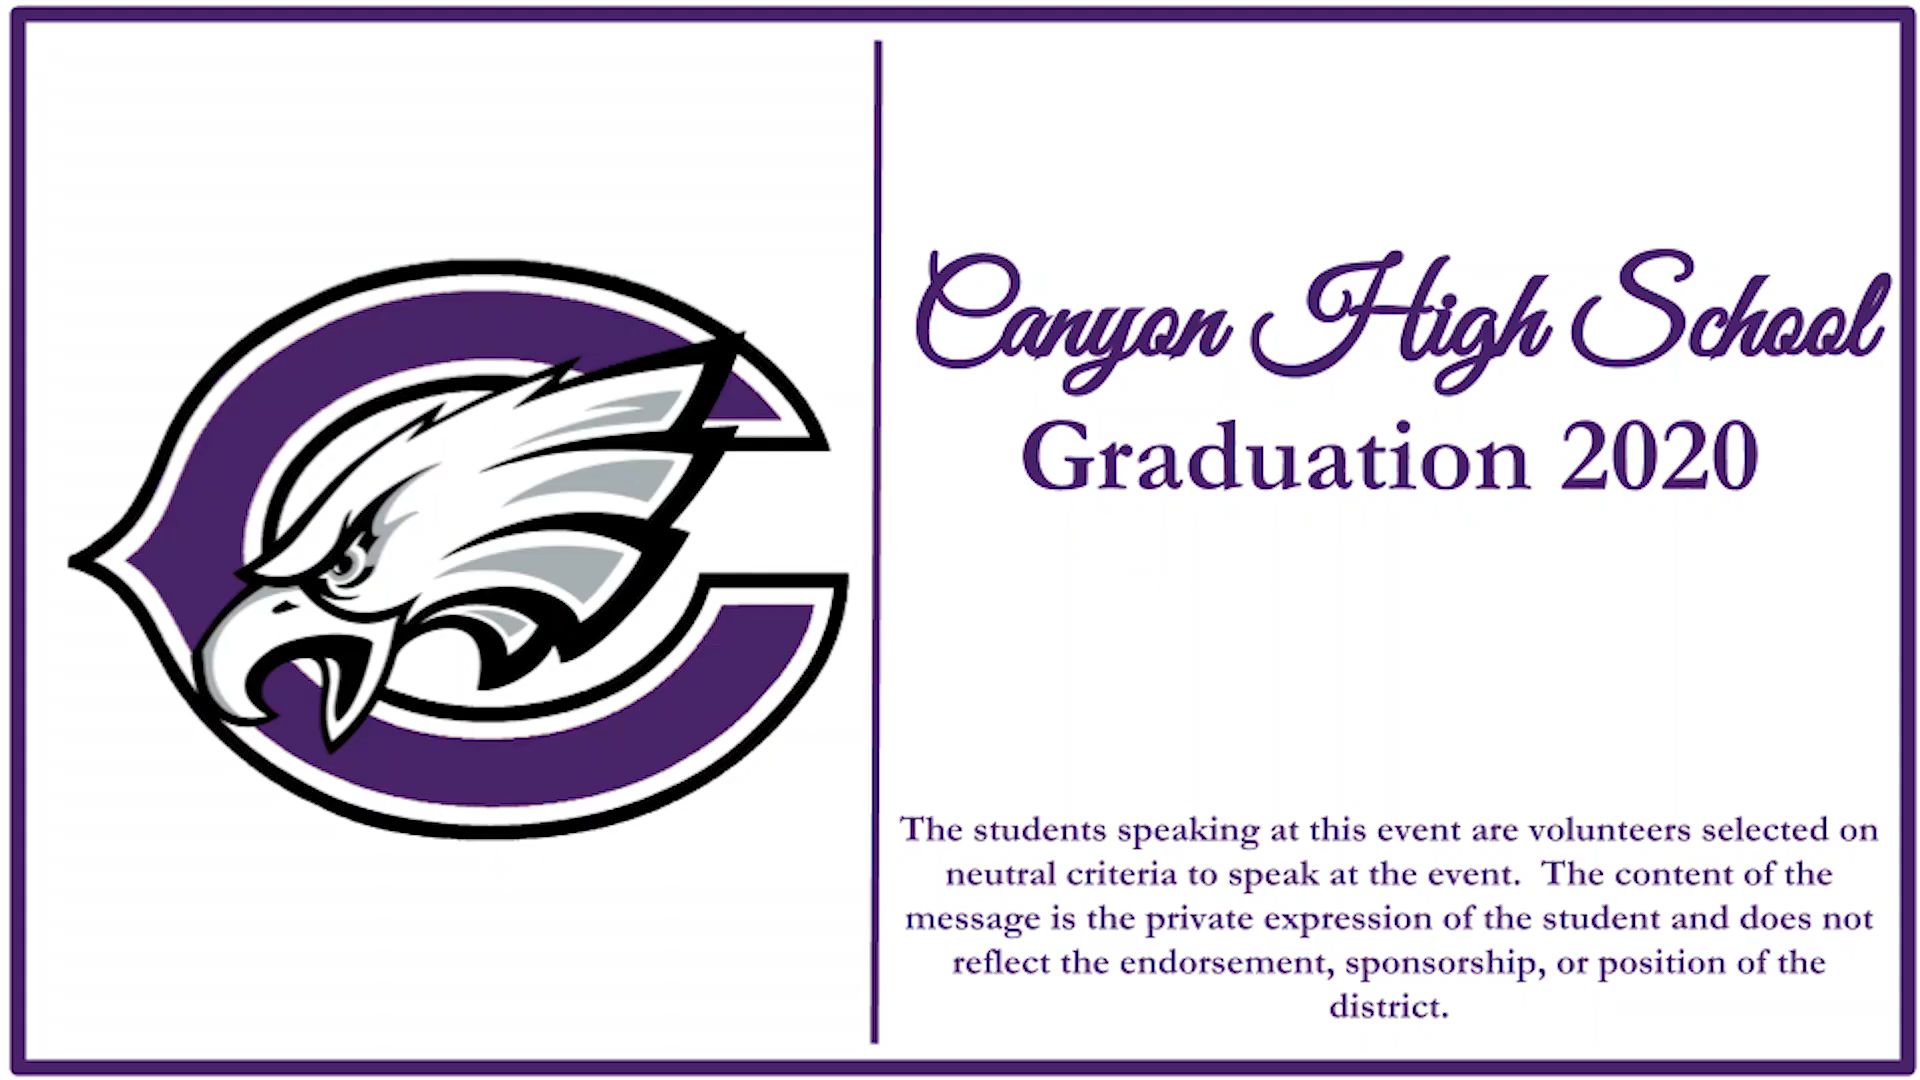 Canyon High School
Graduation 2020
The students speaking at this event are volunteers selected on
neutral criteria to speak at the event.  The content of the
message is the private expression of the student and does not
reflect the endorsement, sponsorship, or position of the
district.